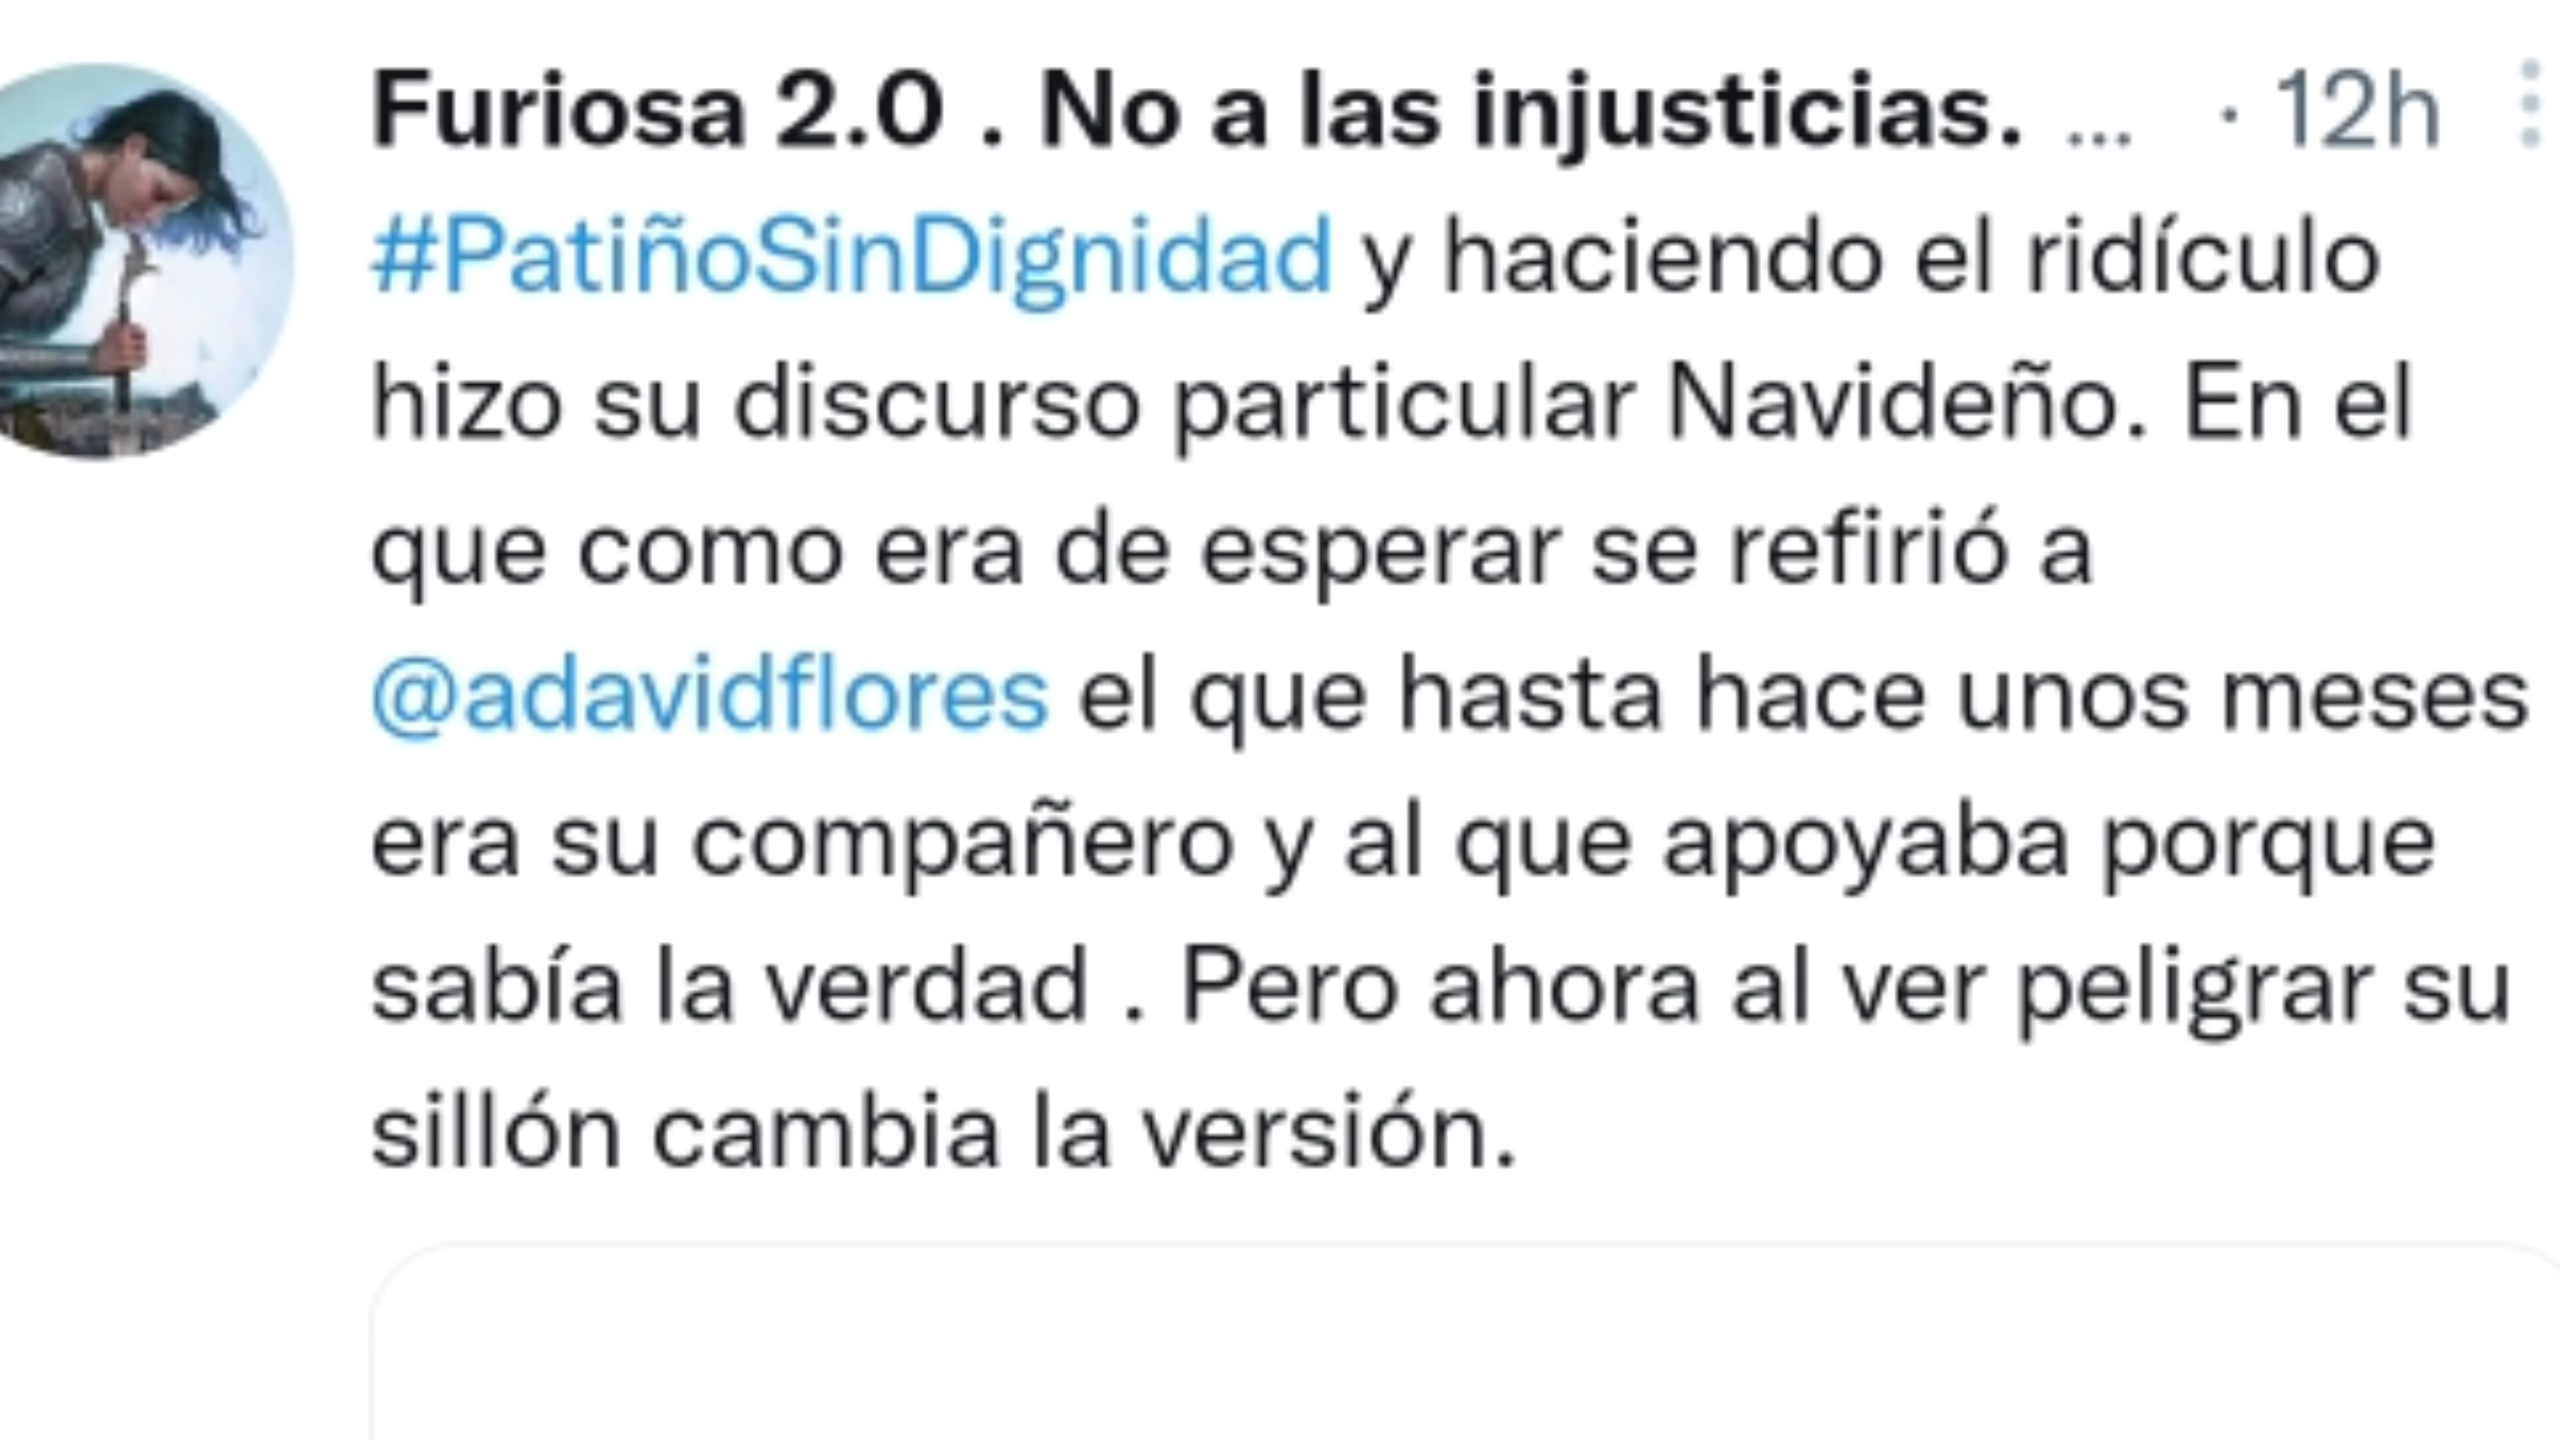 Furiosa 2.0 . No a las injusticias. ... · 12h
#PatiñoSinDignidad y haciendo el ridículo
hizo su discurso particular Navideño. En el
que como era de esperar se refirió a
@adavidflores el que hasta hace unos meses
era su compañero y al que apoyaba porque
sabía la verdad . Pero ahora al ver peligrar su
sillón cambia la versión.